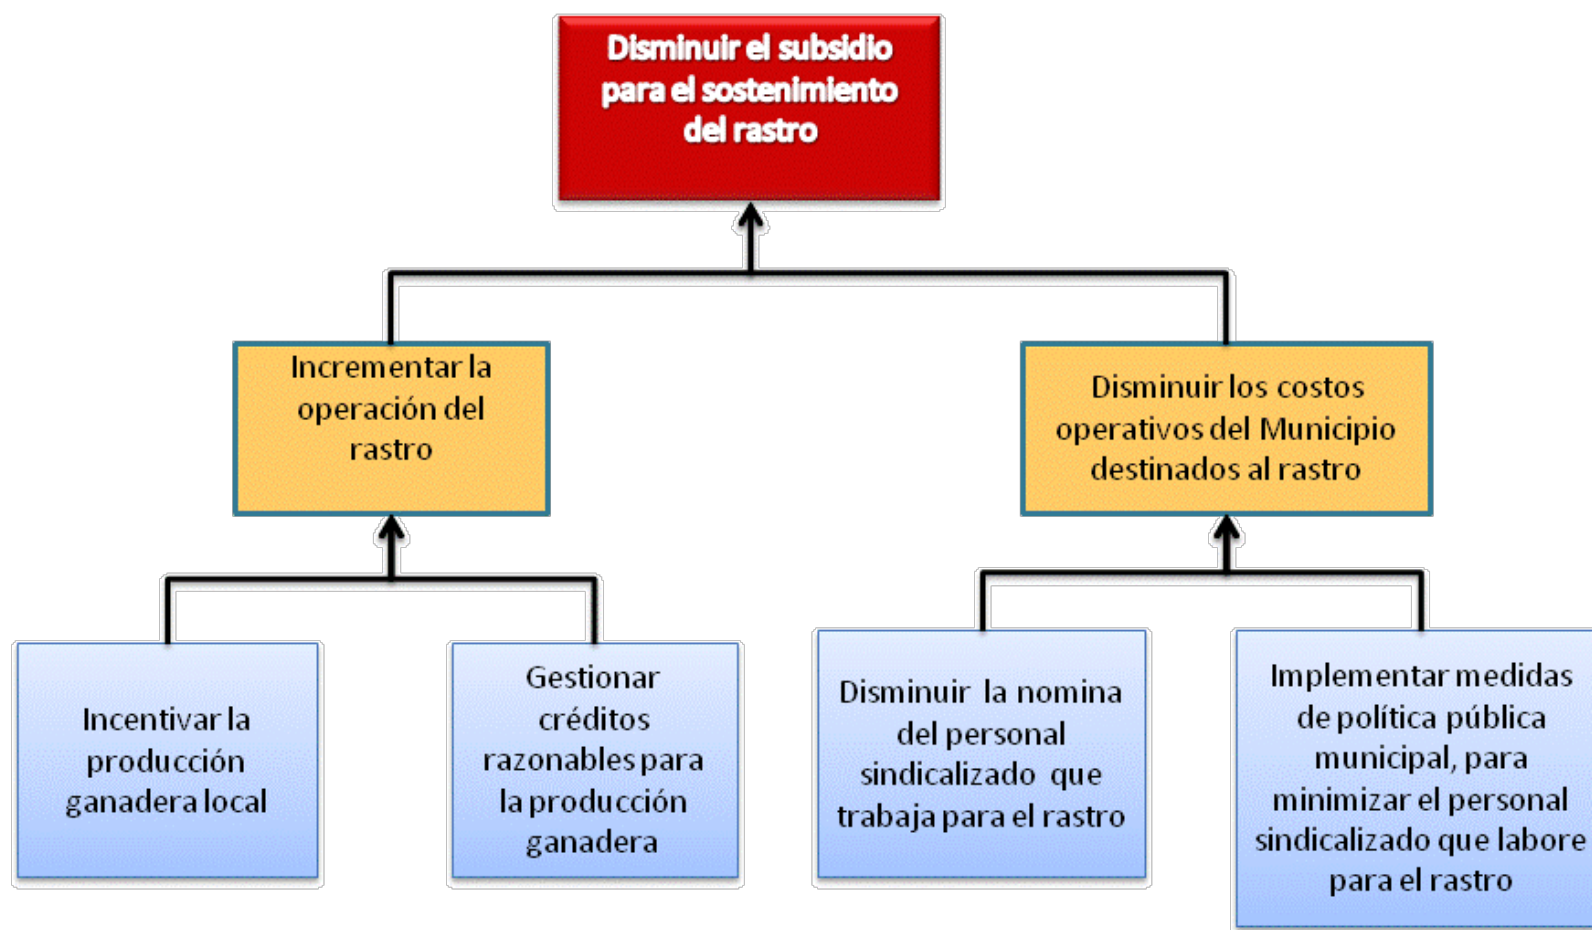 Disminuir el subsidio
para el sostenimiento
del rastro
Incrementar la
operación del
rastro
Disminuir los costos
operativos del Municipio
destinados al rastro
Incentivar la
producción
ganadera local
Gestionar
créditos
razonables para
la producción
ganadera
Disminuir la nomina
del personal
sindicalizado que
trabaja para el rastro
Implementar medidas
de política pública
municipal, para
minimizar el personal
sindicalizado que labore
para el rastro